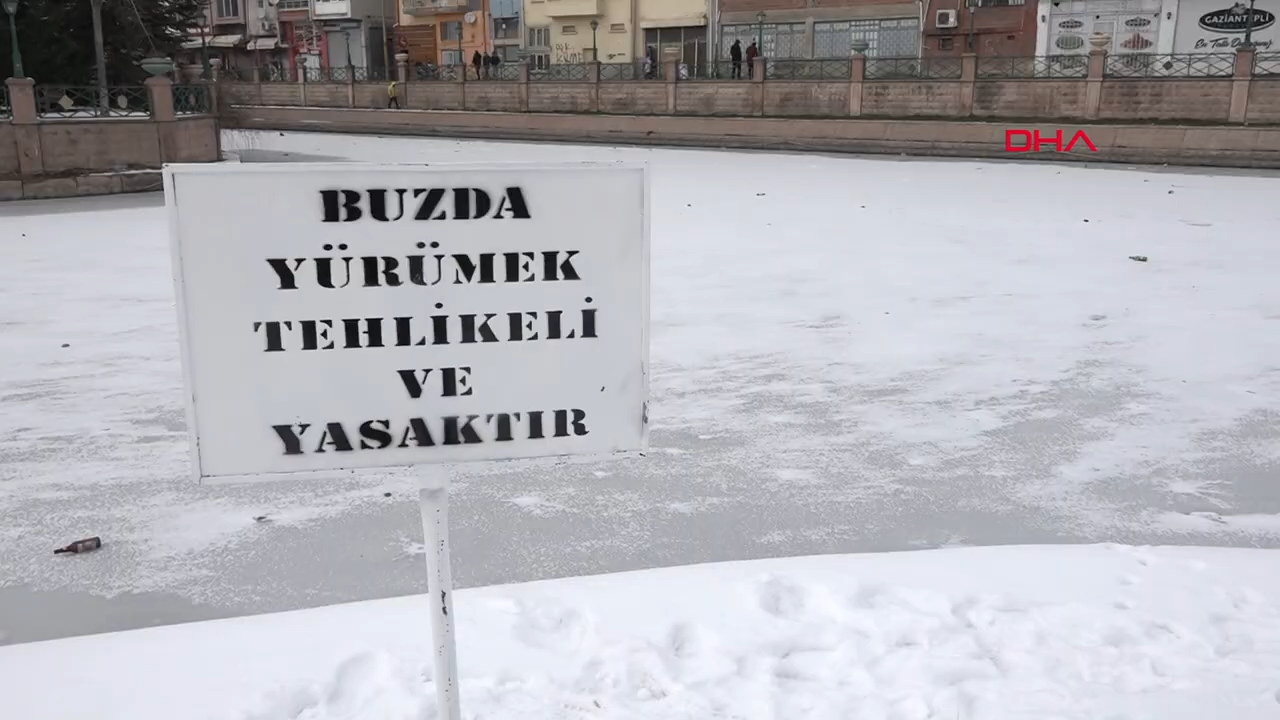 GAZİANTEPLİ
DHA
BUZDA
YÜRÜMEK
TEHLİKELİ
VE
YASAKTIR